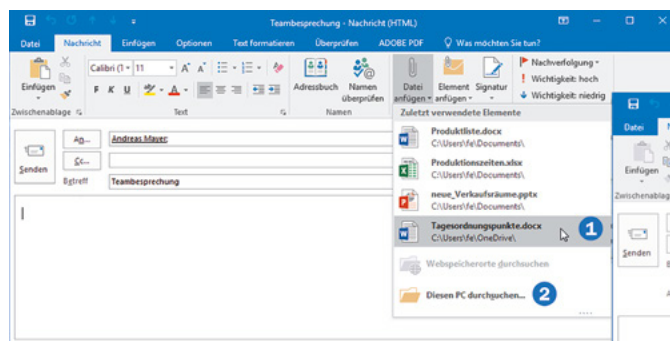 Teambesprechung - Nachricht (HTML)
Datei Nachricht Einfügen Optionen Text formatieren Überprüfen ADOBE PDF Was möchten Sie tun?
Calibri (T 11
Einfügen
F K U
Adressbuch Namen überprüfen
Datei anfügen
Element anfügen
Signatur
Nachverfolgung
Wichtigkeit: hoch
Wichtigkeit: niedrig
Zwischenablage Text Namen
Zuletzt verwendete Elemente
Produktliste.docx
C:\Users\fe\Documents\
Produktionszeiten.xlsx
C:\Users\fe\Documents\
neue_Verkaufsräume.pptx
C:\Users\fe\Documents\
Tagesordnungspunkte.docx
C:\Users\fe\OneDrive\
1
Webspeicherorte durchsuchen
Diesen PC durchsuchen...
2
Senden
An... Andreas Mayer;
Cc...
Betreff Teambesprechung
Datei
Einfügen
Zwischenablag
Senden